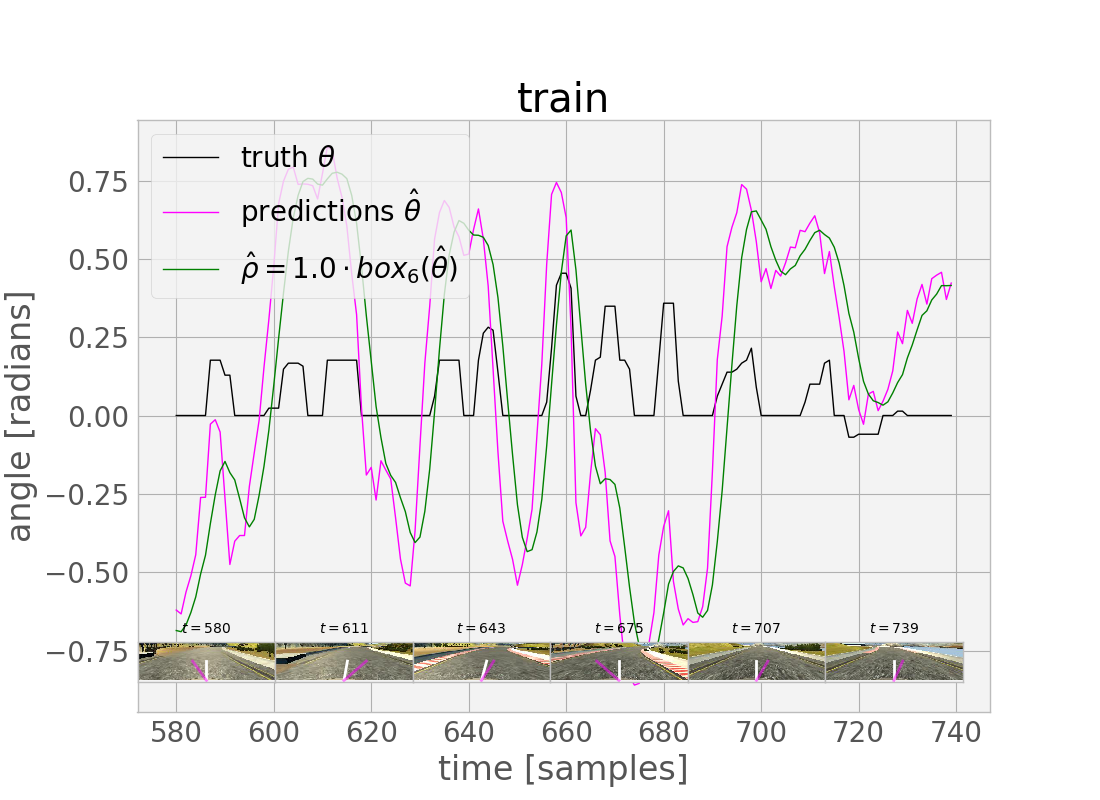 train
truth θ
predictions θ̂
ρ̂ = 1.0 · box₆(θ̂)
angle [radians]
0.75
0.50
0.25
0.00
−0.25
−0.50
−0.75
t = 580 t = 611 t = 643 t = 675 t = 707 t = 739
580 600 620 640 660 680 700 720 740
time [samples]